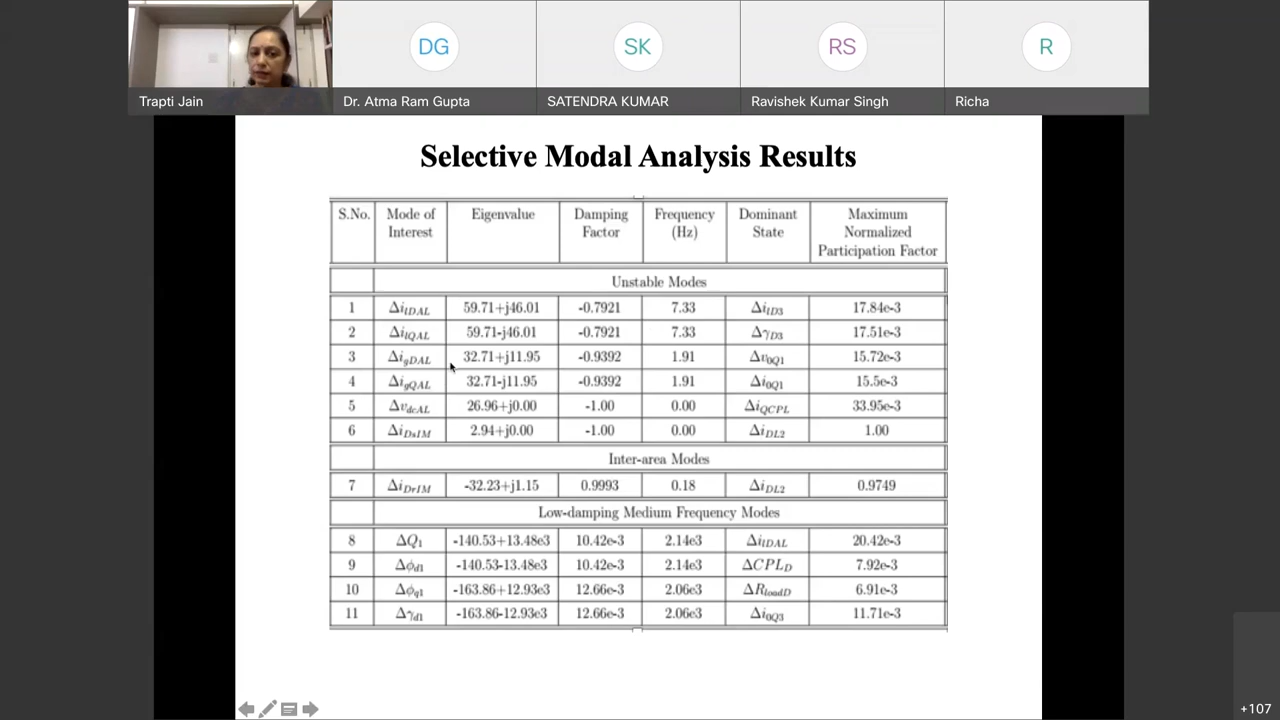 DG
SK
RS
R
Trapti Jain
Dr. Atma Ram Gupta
SATENDRA KUMAR
Ravishek Kumar Singh
Richa
Selective Modal Analysis Results
S.No. Mode of Interest Eigenvalue Damping Factor Frequency (Hz) Dominant State Maximum Normalized Participation Factor
Unstable Modes
1 Δi_lDAL 59.71+j46.01 -0.7921 7.33 Δi_lD3 17.84e-3
2 Δi_lQAL 59.71-j46.01 -0.7921 7.33 Δγ_D3 17.51e-3
3 Δi_gDAL 32.71+j11.95 -0.9392 1.91 Δv_0Q1 15.72e-3
4 Δi_gQAL 32.71-j11.95 -0.9392 1.91 Δi_0Q1 15.5e-3
5 Δv_dcAL 26.96+j0.00 -1.00 0.00 Δi_QCPL 33.95e-3
6 Δi_DsIM 2.94+j0.00 -1.00 0.00 Δi_DL2 1.00
Inter-area Modes
7 Δi_DrIM -32.23+j1.15 0.9993 0.18 Δi_DL2 0.9749
Low-damping Medium Frequency Modes
8 ΔQ_1 -140.53+13.48e3 10.42e-3 2.14e3 Δi_lDAL 20.42e-3
9 Δϕ_d1 -140.53-13.48e3 10.42e-3 2.14e3 ΔCPL_D 7.92e-3
10 Δϕ_q1 -163.86+12.93e3 12.66e-3 2.06e3 ΔR_loadD 6.91e-3
11 Δγ_d1 -163.86-12.93e3 12.66e-3 2.06e3 Δi_0Q3 11.71e-3
+107